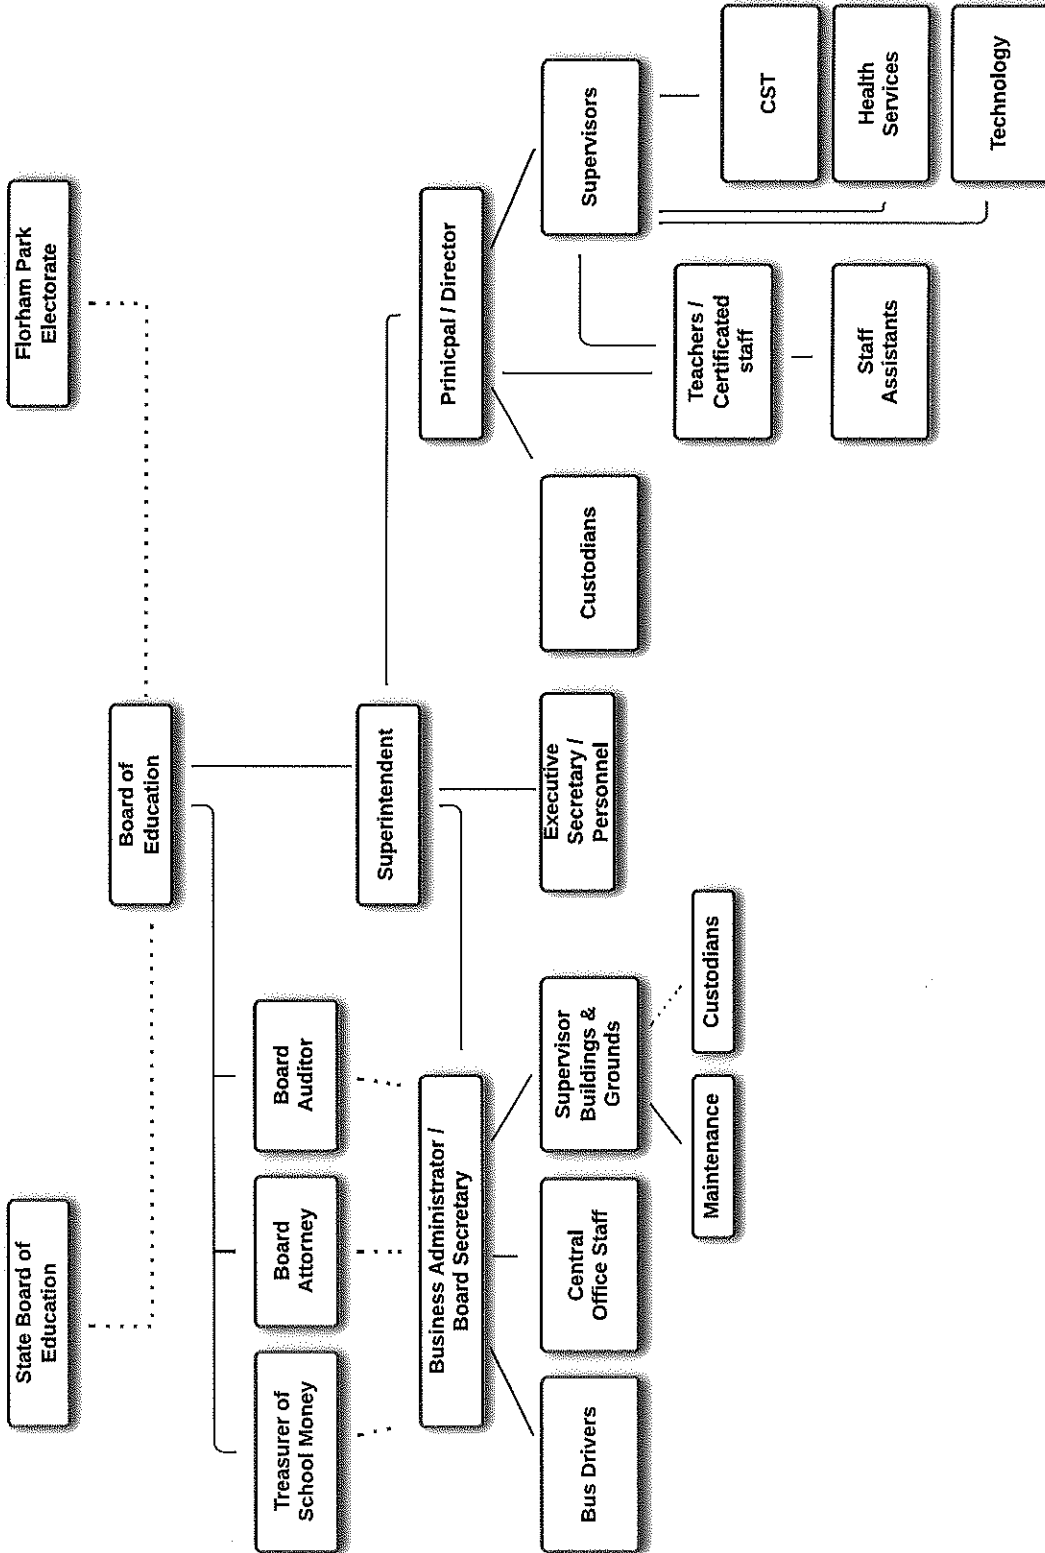 State Board of
Education
Florham Park
Electorate
Board of
Education
Treasurer of
School Money
Board
Attorney
Board
Auditor
Superintendent
Business Administrator /
Board Secretary
Prinicpal / Director
Bus Drivers
Central
Office Staff
Supervisor
Buildings &
Grounds
Executive
Secretary /
Personnel
Custodians
Supervisors
Teachers /
Certificated
staff
Maintenance
Custodians
CST
Staff
Assistants
Health
Services
Technology